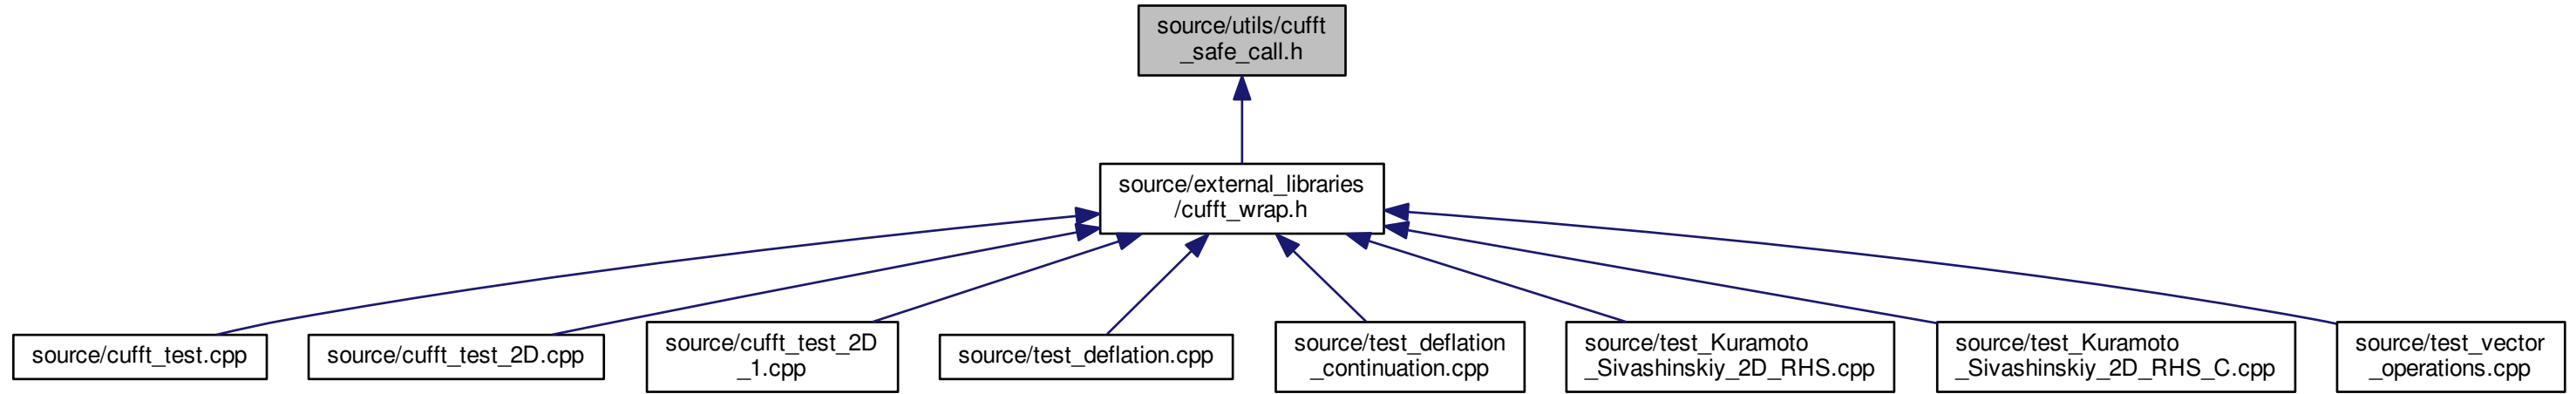 source/utils/cufft
_safe_call.h
source/external_libraries
/cufft_wrap.h
source/cufft_test.cpp
source/cufft_test_2D.cpp
source/cufft_test_2D
_1.cpp
source/test_deflation.cpp
source/test_deflation
_continuation.cpp
source/test_Kuramoto
_Sivashinskiy_2D_RHS.cpp
source/test_Kuramoto
_Sivashinskiy_2D_RHS_C.cpp
source/test_vector
_operations.cpp